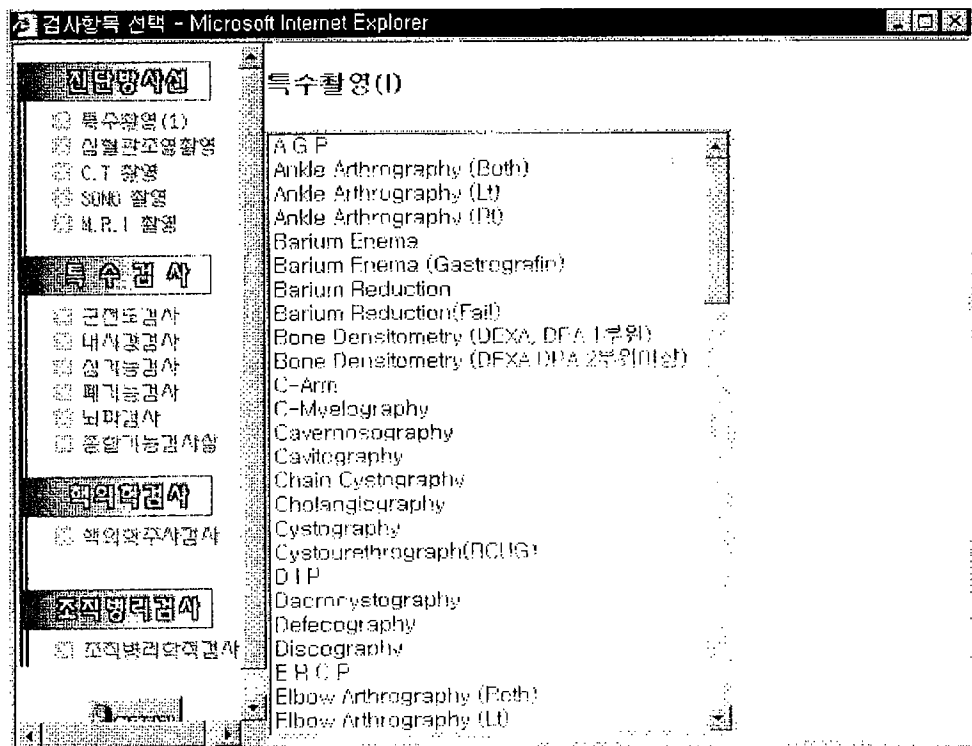 검사항목 선택 - Microsoft Internet Explorer
진단방사선
특수촬영(1)
심혈관조영촬영
C.T 촬영
SONO 촬영
M.R.I 촬영
특 수 검 사
근전도검사
내시경검사
심기능검사
폐기능검사
뇌파검사
종합기능검사실
핵의학검사
핵의학주사검사
조직병리검사
조직병리학적검사
특수촬영(I)
A G P
Ankle Arthrography (Both)
Ankle Arthrography (Lt)
Ankle Arthrography (Rt)
Barium Enema
Barium Enema (Gastrografin)
Barium Reduction
Barium Reduction(Fail)
Bone Densitometry (DEXA, DPA 1부위)
Bone Densitometry (DEXA DPA 2부위이상)
C-Arm
C-Myelography
Cavernosography
Cavitography
Chain Cystography
Cholangiography
Cystography
Cystourethrograph(RCUG)
D I P
Dacrocystography
Defecography
Discography
E R C P
Elbow Arthrography (Both)
Elbow Arthrography (Lt)